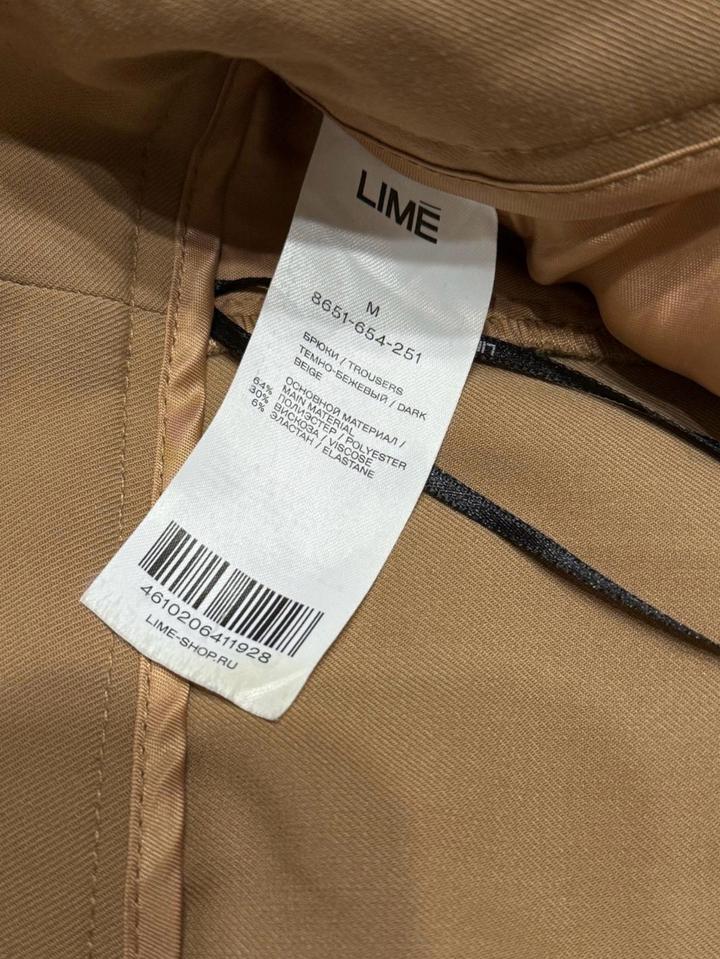 LIMĒ
M
8651-654-251
БРЮКИ / TROUSERS
ТЕМНО-БЕЖЕВЫЙ / DARK
BEIGE
ОСНОВНОЙ МАТЕРИАЛ /
MAIN MATERIAL
64% ПОЛИЭСТЕР / POLYESTER
30% ВИСКОЗА / VISCOSE
6% ЭЛАСТАН / ELASTANE
4610206411928
LIME-SHOP.RU